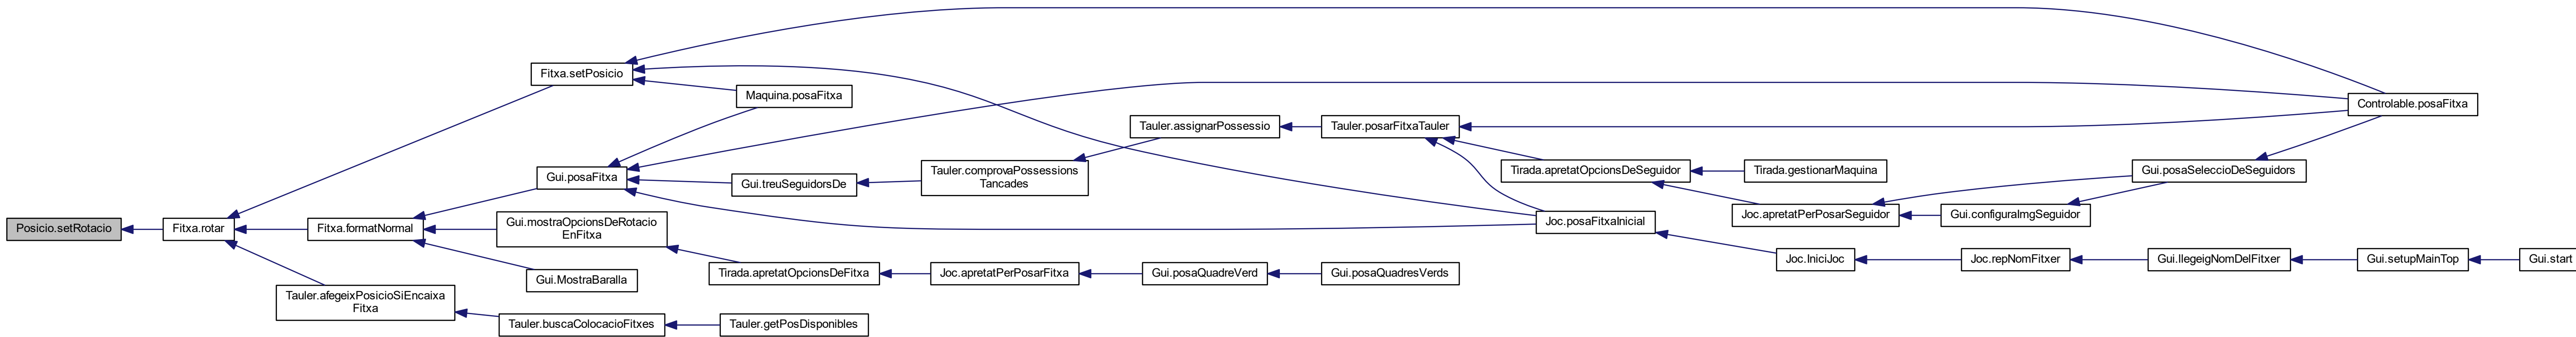 Fitxa.setPosicio
Maquina.posaFitxa
Controlable.posaFitxa
Tauler.assignarPossessio
Tauler.posarFitxaTauler
Gui.posaFitxa
Gui.treuSeguidorsDe
Tauler.comprovaPossessions
Tancades
Tirada.apretatOpcionsDeSeguidor
Tirada.gestionarMaquina
Gui.posaSeleccioDeSeguidors
Joc.apretatPerPosarSeguidor
Gui.configuraImgSeguidor
Posicio.setRotacio
Fitxa.rotar
Fitxa.formatNormal
Gui.mostraOpcionsDeRotacio
EnFitxa
Joc.posaFitxaInicial
Gui.MostraBaralla
Tirada.apretatOpcionsDeFitxa
Joc.apretatPerPosarFitxa
Gui.posaQuadreVerd
Gui.posaQuadresVerds
Joc.IniciJoc
Joc.repNomFitxer
Gui.llegeigNomDelFitxer
Gui.setupMainTop
Gui.start
Tauler.afegeixPosicioSiEncaixa
Fitxa
Tauler.buscaColocacioFitxes
Tauler.getPosDisponibles